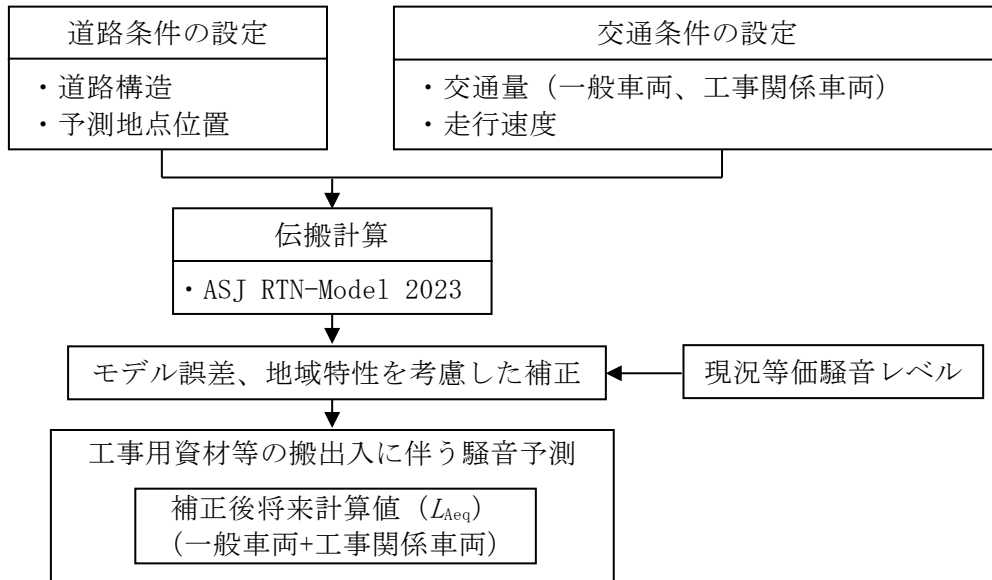 道路条件の設定
・道路構造
・予測地点位置
交通条件の設定
・交通量（一般車両、工事関係車両）
・走行速度
伝搬計算
・ASJ RTN-Model 2023
モデル誤差、地域特性を考慮した補正
現況等価騒音レベル
工事用資材等の搬出入に伴う騒音予測
補正後将来計算値（LAeq）
（一般車両+工事関係車両）